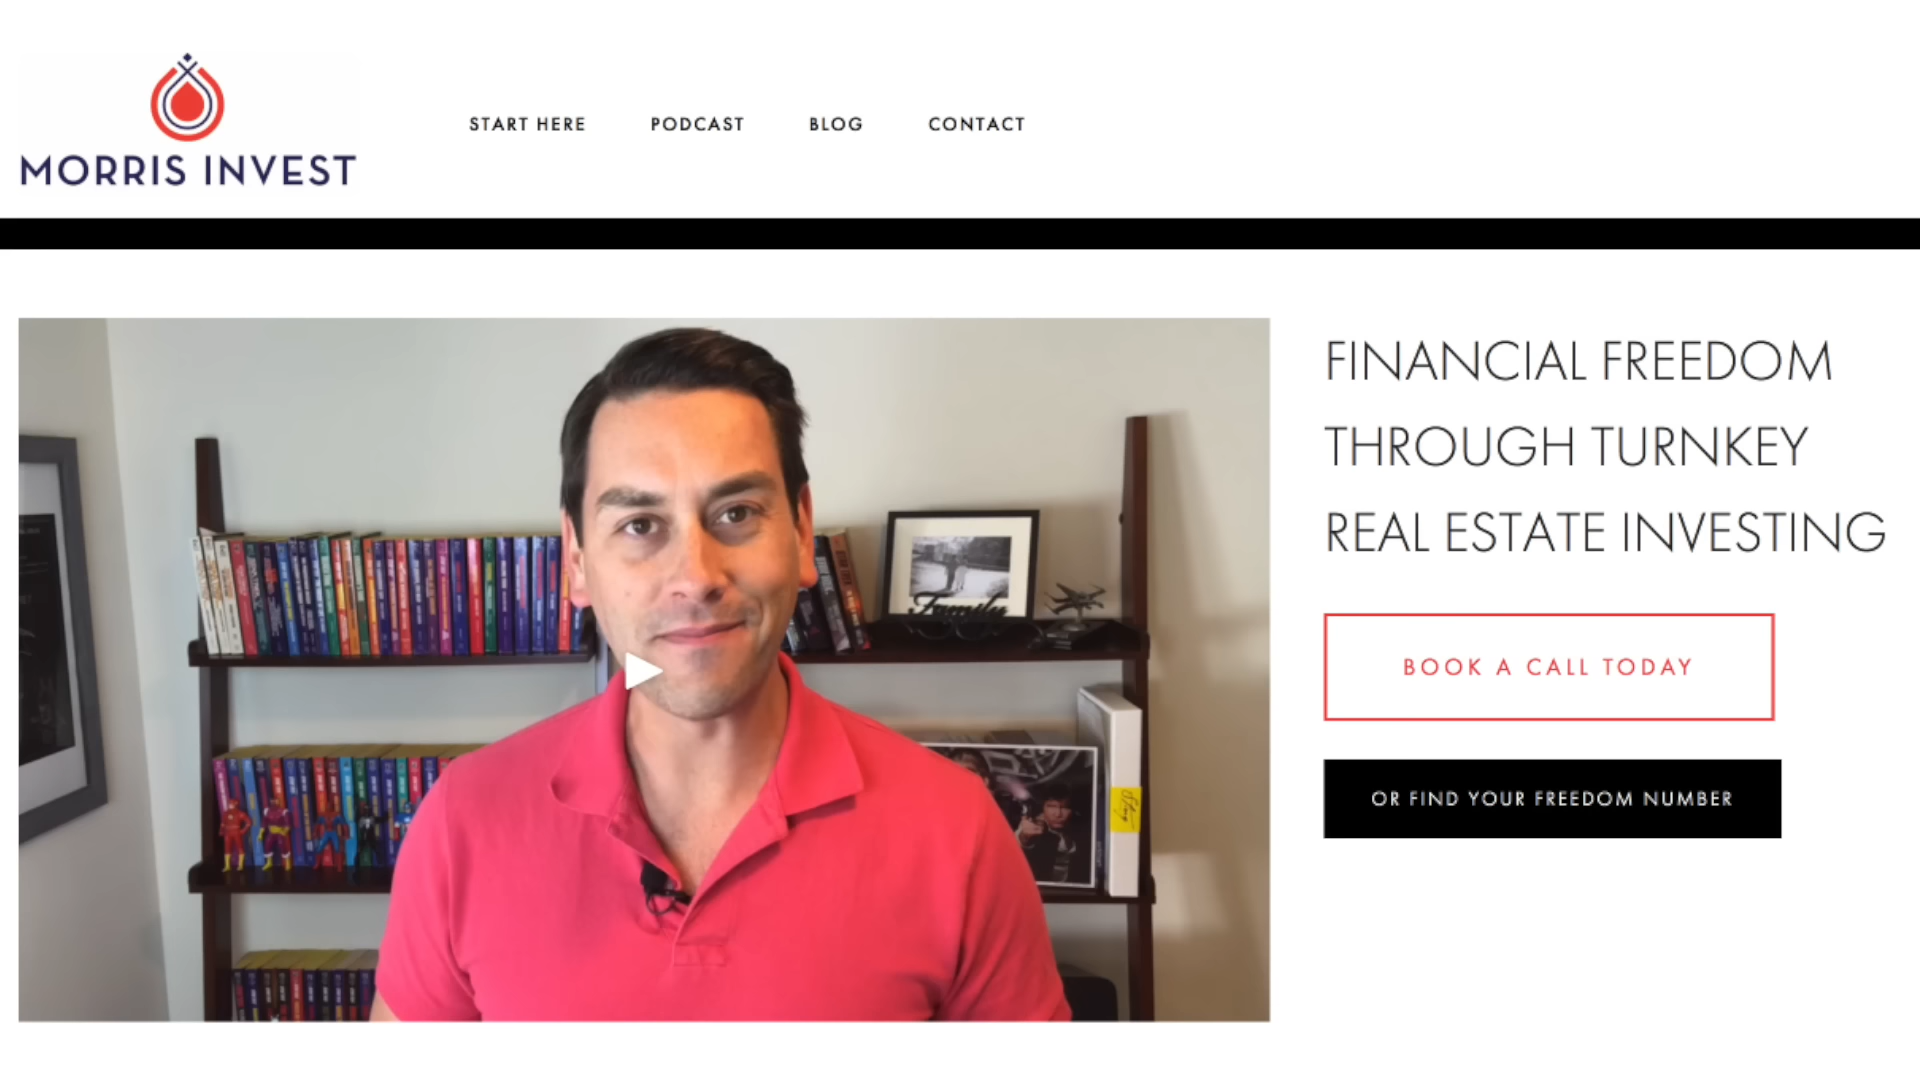 MORRIS INVEST
START HERE
PODCAST
BLOG
CONTACT
FINANCIAL FREEDOM
THROUGH TURNKEY
REAL ESTATE INVESTING
BOOK A CALL TODAY
OR FIND YOUR FREEDOM NUMBER
Family